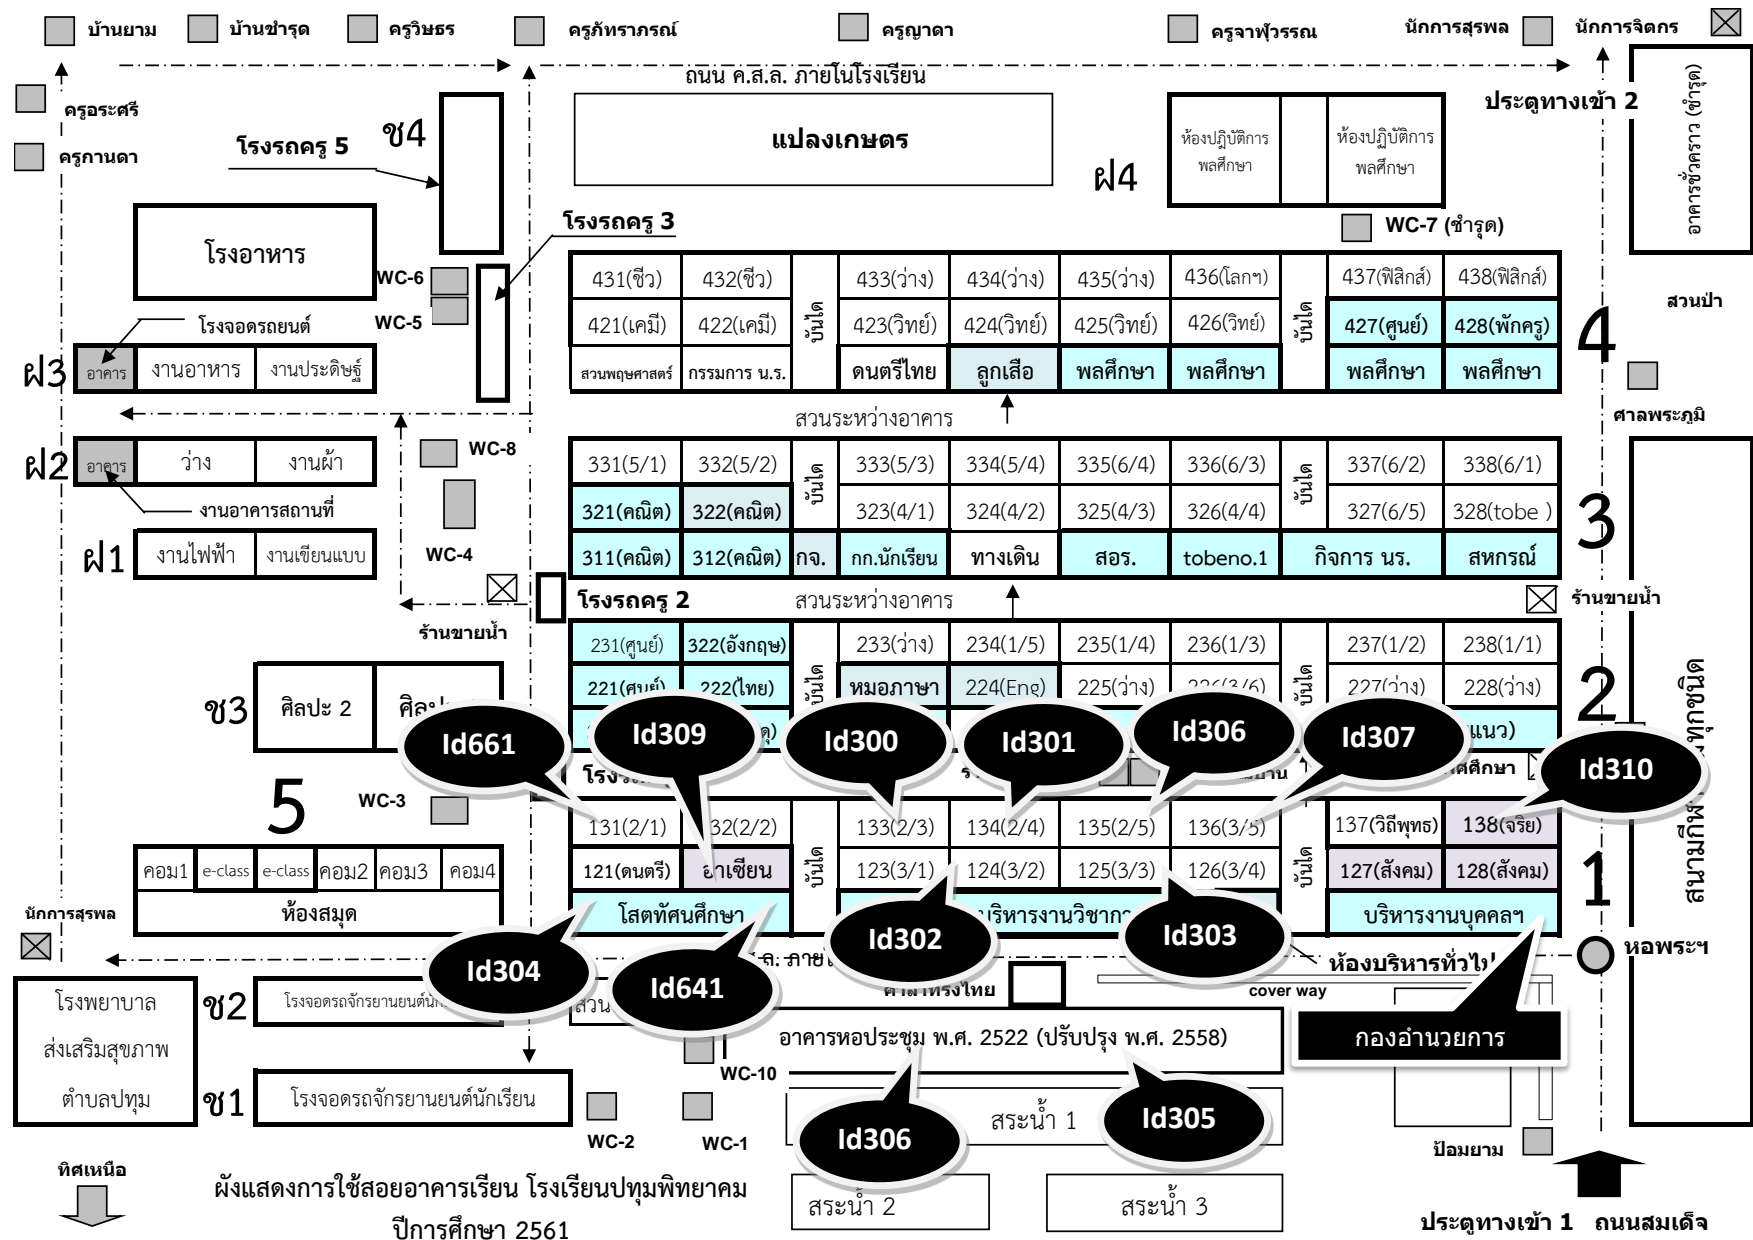 บ้านยาม
บ้านชำรุด
ครูวิษธร
ครูภัทราภรณ์
ครูญาดา
ครูจาฬุวรรณ
นักการสุรพล
นักการจิตกร
ถนน ค.ส.ล. ภายในโรงเรียน
ครูอระศรี
ครูกานดา
โรงรถครู 5
ช4
แปลงเกษตร
ฝ4
ห้องปฏิบัติการ
พลศึกษา
ห้องปฏิบัติการ
พลศึกษา
ประตูทางเข้า 2
อาคารชั่วคราว (ชำรุด)
WC-7 (ชำรุด)
โรงอาหาร
โรงรถครู 3
WC-6
WC-5
โรงจอดรถยนต์
ฝ3
อาคาร
งานอาหาร
งานประดิษฐ์
431(ชีว)
432(ชีว)
บันได
433(ว่าง)
434(ว่าง)
435(ว่าง)
436(โลกฯ)
บันได
437(ฟิสิกส์)
438(ฟิสิกส์)
421(เคมี)
422(เคมี)
423(วิทย์)
424(วิทย์)
425(วิทย์)
426(วิทย์)
427(ศูนย์)
428(พักครู)
สวนพฤษศาสตร์
กรรมการ น.ร.
ดนตรีไทย
ลูกเสือ
พลศึกษา
พลศึกษา
พลศึกษา
พลศึกษา
4
สวนป่า
ศาลพระภูมิ
สวนระหว่างอาคาร
ฝ2
อาคาร
ว่าง
งานผ้า
WC-8
งานอาคารสถานที่
ฝ1
งานไฟฟ้า
งานเขียนแบบ
WC-4
331(5/1)
332(5/2)
บันได
333(5/3)
334(5/4)
335(6/4)
336(6/3)
บันได
337(6/2)
338(6/1)
321(คณิต)
322(คณิต)
323(4/1)
324(4/2)
325(4/3)
326(4/4)
327(6/5)
328(tobe )
311(คณิต)
312(คณิต)
กจ.
กก.นักเรียน
ทางเดิน
สอร.
tobeno.1
กิจการ นร.
สหกรณ์
3
ร้านขายน้ำ
โรงรถครู 2
สวนระหว่างอาคาร
ร้านขายน้ำ
231(ศูนย์)
322(อังกฤษ)
บันได
233(ว่าง)
234(1/5)
235(1/4)
236(1/3)
บันได
237(1/2)
238(1/1)
221(ศูนย์)
222(ไทย)
หมอภาษา
224(Eng)
225(ว่าง)
226(3/6)
227(ว่าง)
228(ว่าง)
2
ช3
ศิลปะ 2
Id661
Id309
Id300
Id301
Id306
Id307
Id310
5
WC-3
131(2/1)
132(2/2)
บันได
133(2/3)
134(2/4)
135(2/5)
136(3/5)
บันได
137(วิถีพุทธ)
138(จริย)
121(ดนตรี)
อาเซียน
123(3/1)
124(3/2)
125(3/3)
126(3/4)
127(สังคม)
128(สังคม)
โสตทัศนศึกษา
บริหารงานบุคคลฯ
1
คอม1
e-class
e-class
คอม2
คอม3
คอม4
ห้องสมุด
นักการสุรพล
Id304
Id641
Id302
Id303
ห้องบริหารทั่วไป
หอพระฯ
cover way
กองอำนวยการ
โรงพยาบาล
ส่งเสริมสุขภาพ
ตำบลปทุม
ช2
ช1
โรงจอดรถจักรยานยนต์นักเรียน
อาคารหอประชุม พ.ศ. 2522 (ปรับปรุง พ.ศ. 2558)
WC-10
WC-2
WC-1
สระน้ำ 1
Id306
Id305
สระน้ำ 2
สระน้ำ 3
ป้อมยาม
ทิศเหนือ
ผังแสดงการใช้สอยอาคารเรียน โรงเรียนปทุมพิทยาคม
ปีการศึกษา 2561
ประตูทางเข้า 1 ถนนสมเด็จ